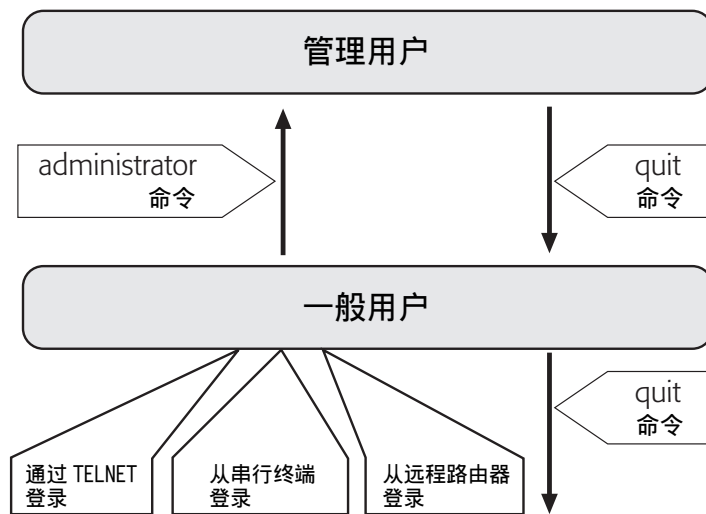 管理用户
administrator
命令
quit
命令
一般用户
quit
命令
通过 TELNET
登录
从串行终端
登录
从远程路由器
登录